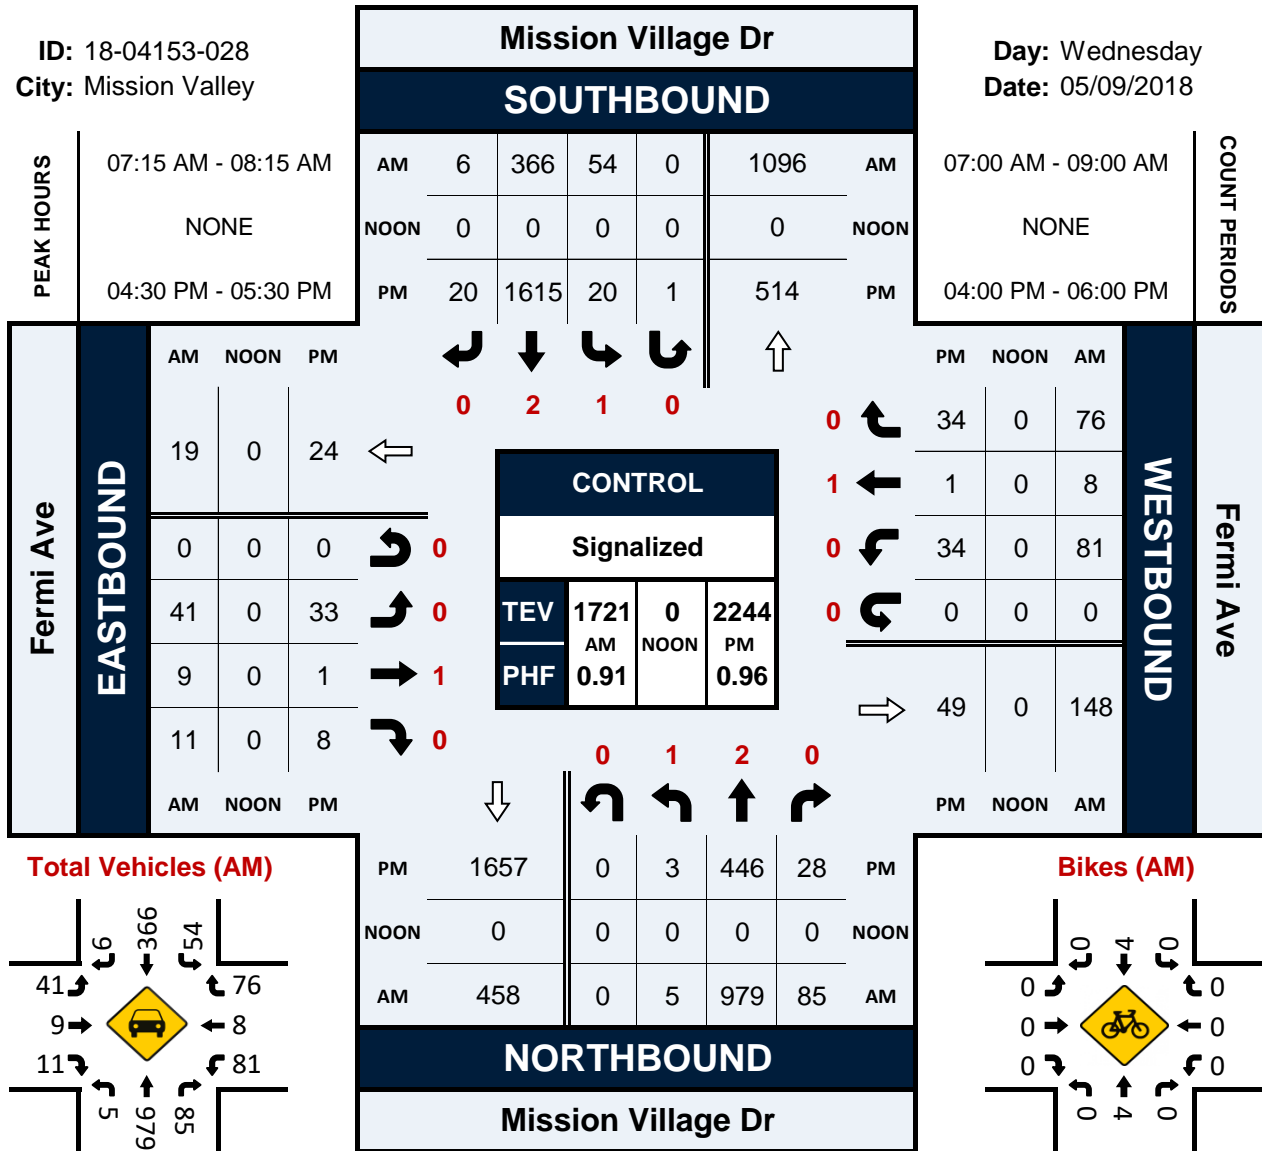 ID: 18-04153-028
City: Mission Valley
Mission Village Dr
SOUTHBOUND
Day: Wednesday
Date: 05/09/2018
PEAK HOURS
07:15 AM - 08:15 AM
NONE
04:30 PM - 05:30 PM
AM 6 366 54 0 1096 AM
NOON 0 0 0 0 0 NOON
PM 20 1615 20 1 514 PM
07:00 AM - 09:00 AM
NONE
04:00 PM - 06:00 PM
COUNT PERIODS
0 2 1 0
Fermi Ave
EASTBOUND
AM NOON PM
19 0 24
0 0 0 0
41 0 33 0
9 0 1 1
11 0 8 0
AM NOON PM
CONTROL
Signalized
TEV 1721 0 2244
AM NOON PM
PHF 0.91 0.96
PM NOON AM
0 34 0 76
1 1 0 8
0 34 0 81
0 0 0 0
49 0 148
PM NOON AM
WESTBOUND
Fermi Ave
0 1 2 0
PM 1657 0 3 446 28 PM
NOON 0 0 0 0 0 NOON
AM 458 0 5 979 85 AM
NORTHBOUND
Mission Village Dr
Total Vehicles (AM)
6 366 54
41 76
9 8
11 81
5 979 85
Bikes (AM)
0 4 0
0 0
0 0
0 0
0 4 0